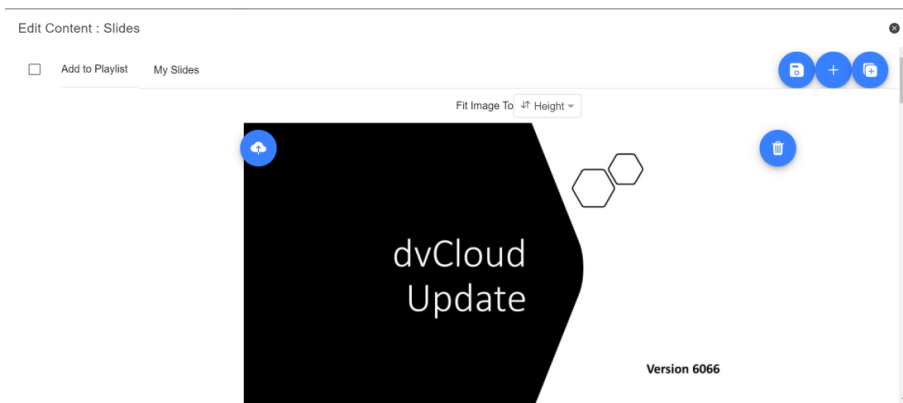 Edit Content : Slides
Add to Playlist My Slides
Fit Image To Height
dvCloud
Update
Version 6066